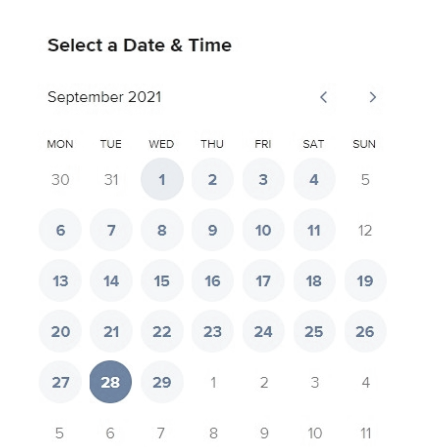 Select a Date & Time
September 2021
MON TUE WED THU FRI SAT SUN
30 31 1 2 3 4 5
6 7 8 9 10 11 12
13 14 15 16 17 18 19
20 21 22 23 24 25 26
27 28 29 1 2 3 4
5 6 7 8 9 10 11